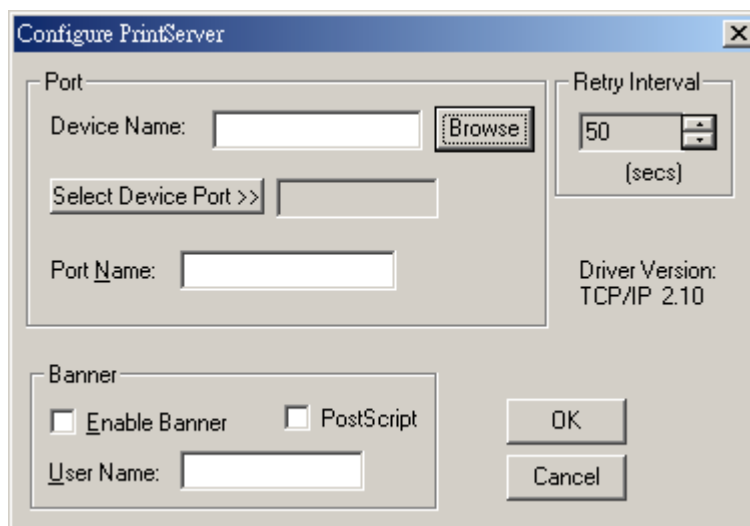 Configure PrintServer
Port
Device Name:
Browse
Select Device Port >>
Port Name:
Retry Interval
50
(secs)
Driver Version:
TCP/IP 2.10
Banner
Enable Banner
PostScript
User Name:
OK
Cancel